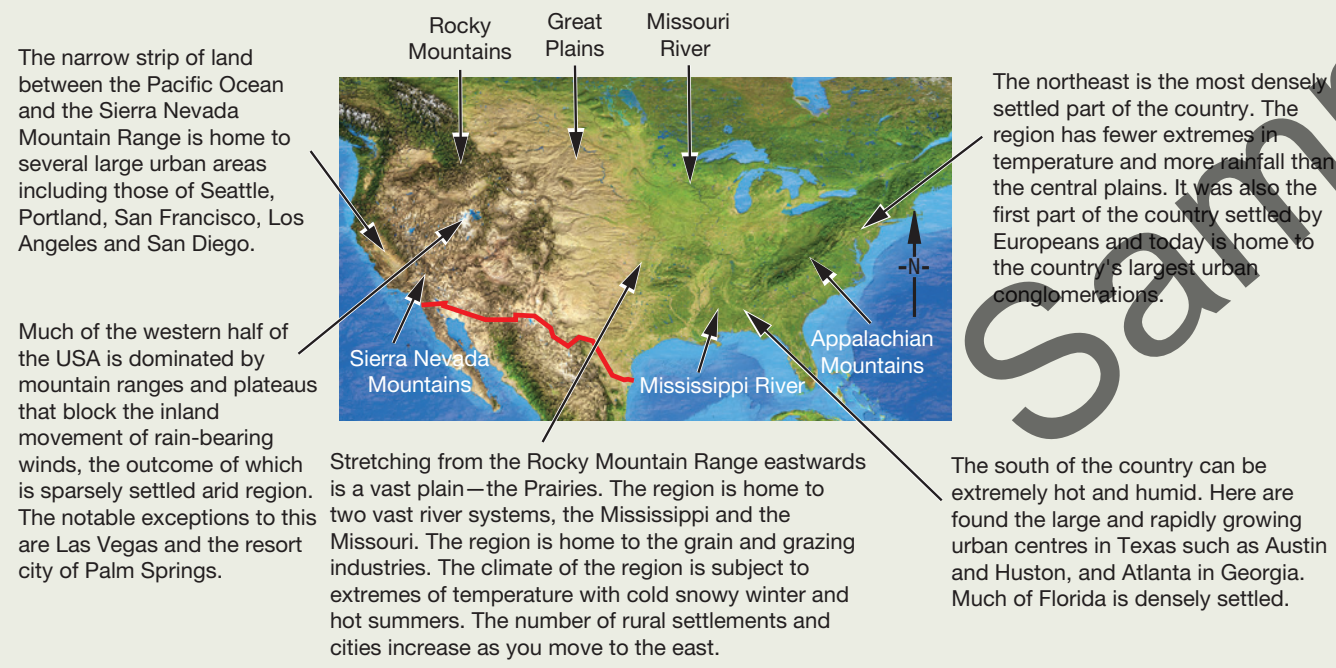 Rocky
Mountains
Great
Plains
Missouri
River
The narrow strip of land
between the Pacific Ocean
and the Sierra Nevada
Mountain Range is home to
several large urban areas
including those of Seattle,
Portland, San Francisco, Los
Angeles and San Diego.
Much of the western half of
the USA is dominated by
mountain ranges and plateaus
that block the inland
movement of rain-bearing
winds, the outcome of which
is sparsely settled arid region.
The notable exceptions to this
are Las Vegas and the resort
city of Palm Springs.
Sierra Nevada
Mountains
Mississippi River
Appalachian
Mountains
-N-
The northeast is the most densely
settled part of the country. The
region has fewer extremes in
temperature and more rainfall than
the central plains. It was also the
first part of the country settled by
Europeans and today is home to
the country's largest urban
conglomerations.
Stretching from the Rocky Mountain Range eastwards
is a vast plain—the Prairies. The region is home to
two vast river systems, the Mississippi and the
Missouri. The region is home to the grain and grazing
industries. The climate of the region is subject to
extremes of temperature with cold snowy winter and
hot summers. The number of rural settlements and
cities increase as you move to the east.
The south of the country can be
extremely hot and humid. Here are
found the large and rapidly growing
urban centres in Texas such as Austin
and Huston, and Atlanta in Georgia.
Much of Florida is densely settled.